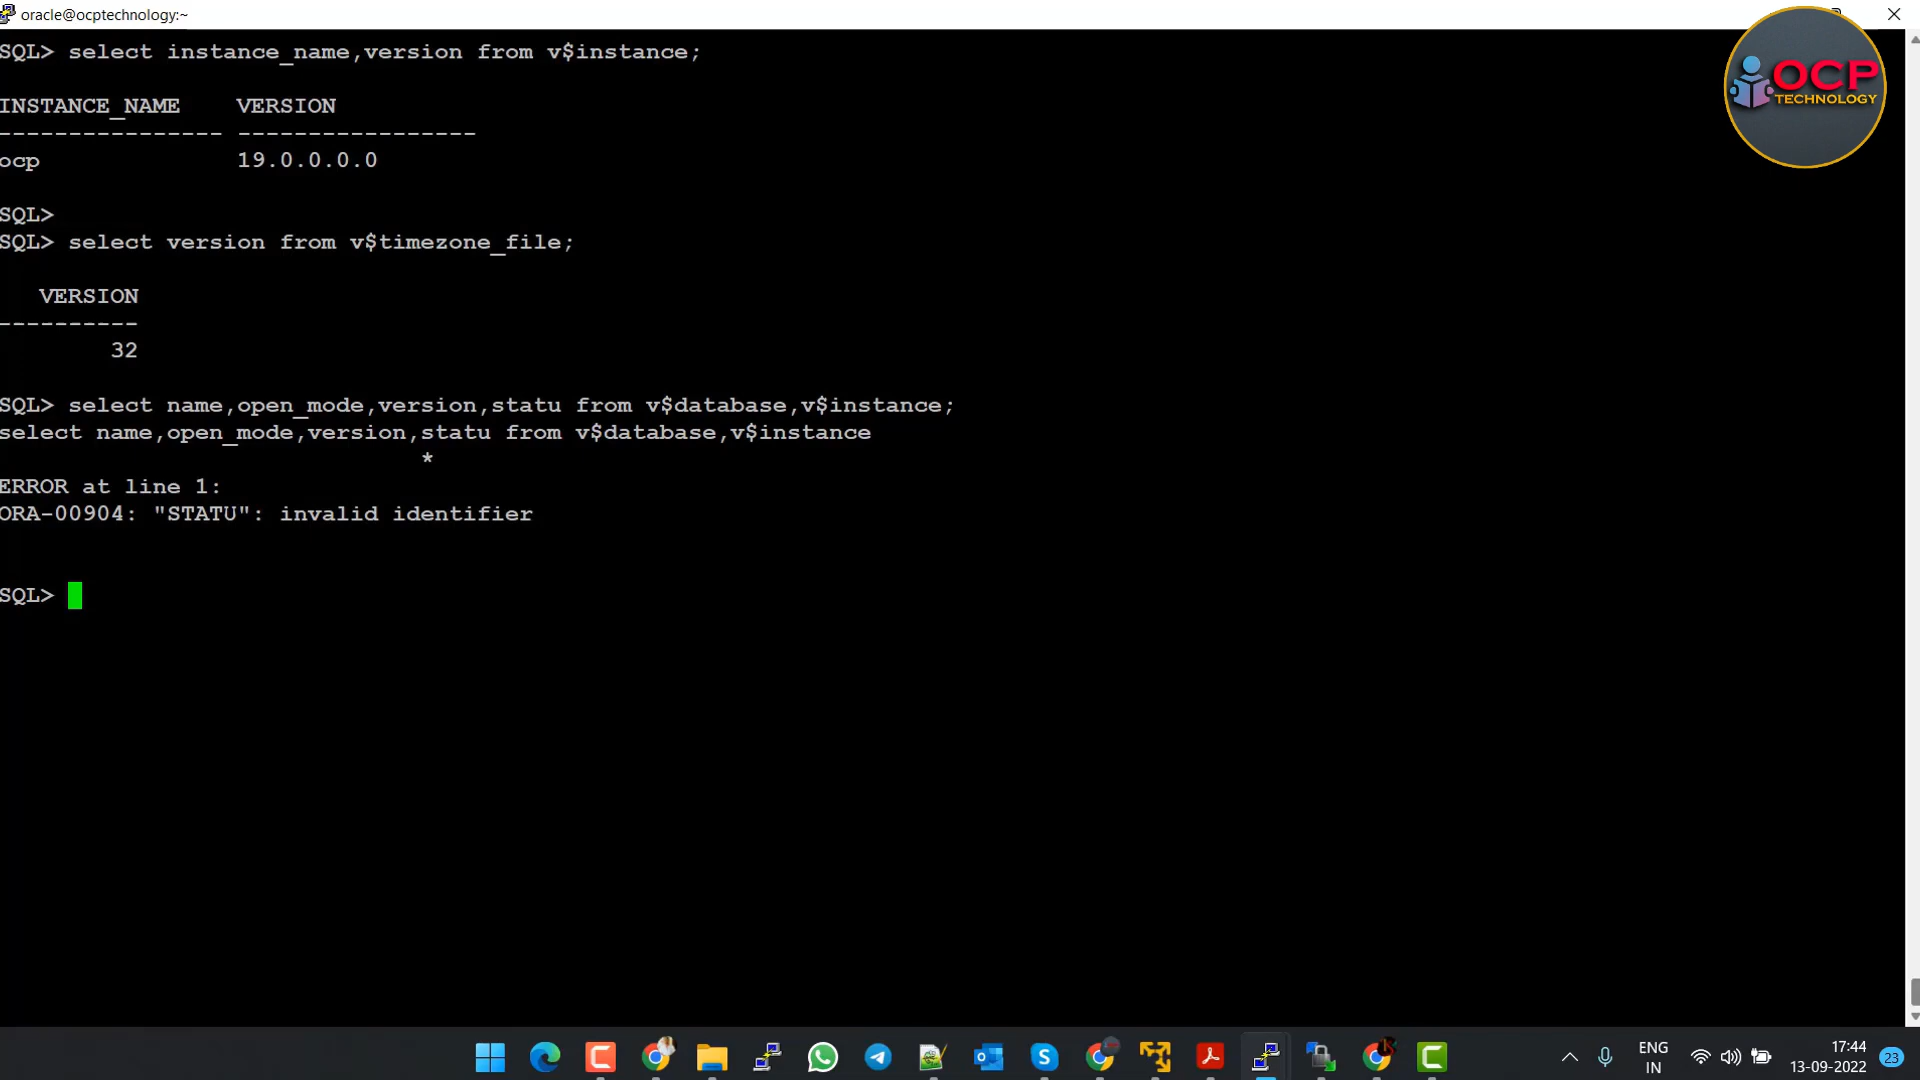 oracle@ocptechnology:~
SQL> select instance_name,version from v$instance;
INSTANCE_NAME    VERSION
---------------- -----------------
ocp              19.0.0.0.0
SQL>
SQL> select version from v$timezone_file;
   VERSION
----------
        32
SQL> select name,open_mode,version,statu from v$database,v$instance;
select name,open_mode,version,statu from v$database,v$instance
                              *
ERROR at line 1:
ORA-00904: "STATU": invalid identifier
SQL>
OCP
TECHNOLOGY
ENG
IN
17:44
13-09-2022
23